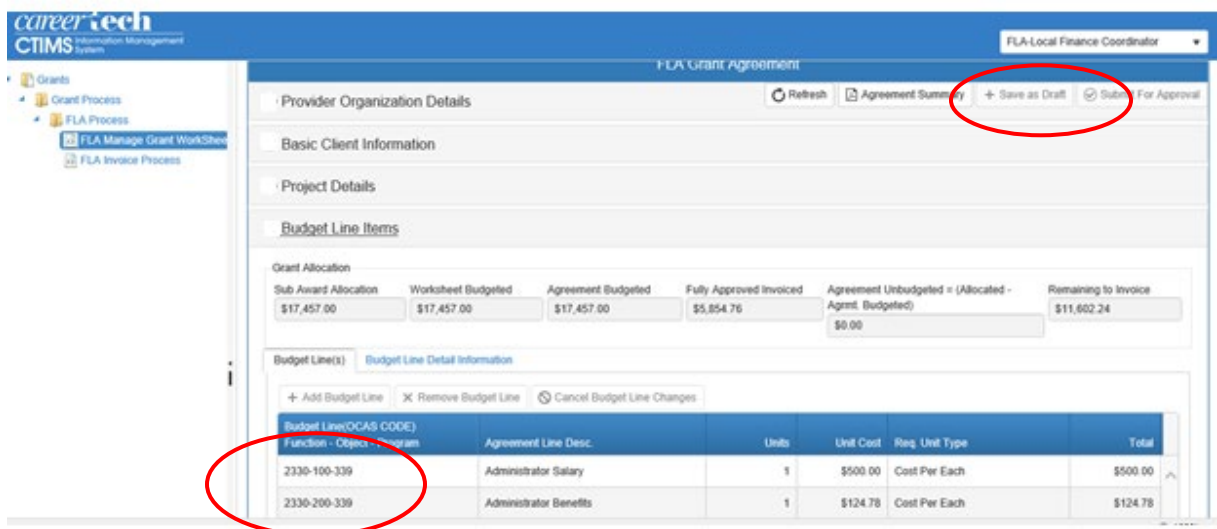 career tech
CTIMS Information Management System
FLA-Local Finance Coordinator
Grants
Grant Process
FLA Process
FLA Manage Grant WorkShee
FLA Invoice Process
FLA Grant Agreement
Provider Organization Details
Refresh
Agreement Summary
+ Save as Draft
Submit For Approval
Basic Client Information
Project Details
Budget Line Items
Grant Allocation
Sub Award Allocation
Worksheet Budgeted
Agreement Budgeted
Fully Approved Invoiced
Agreement Unbudgeted = (Allocated -
Agrmt. Budgeted)
Remaining to Invoice
$17,457.00
$17,457.00
$17,457.00
$5,854.76
$0.00
$11,602.24
Budget Line(s)
Budget Line Detail Information
+ Add Budget Line
Remove Budget Line
Cancel Budget Line Changes
Budget Line(OCAS CODE)
Function - Object - Program
Agreement Line Desc.
Units
Unit Cost
Req. Unit Type
Total
2330-100-339
Administrator Salary
1
$500.00
Cost Per Each
$500.00
2330-200-339
Administrator Benefits
1
$124.78
Cost Per Each
$124.78